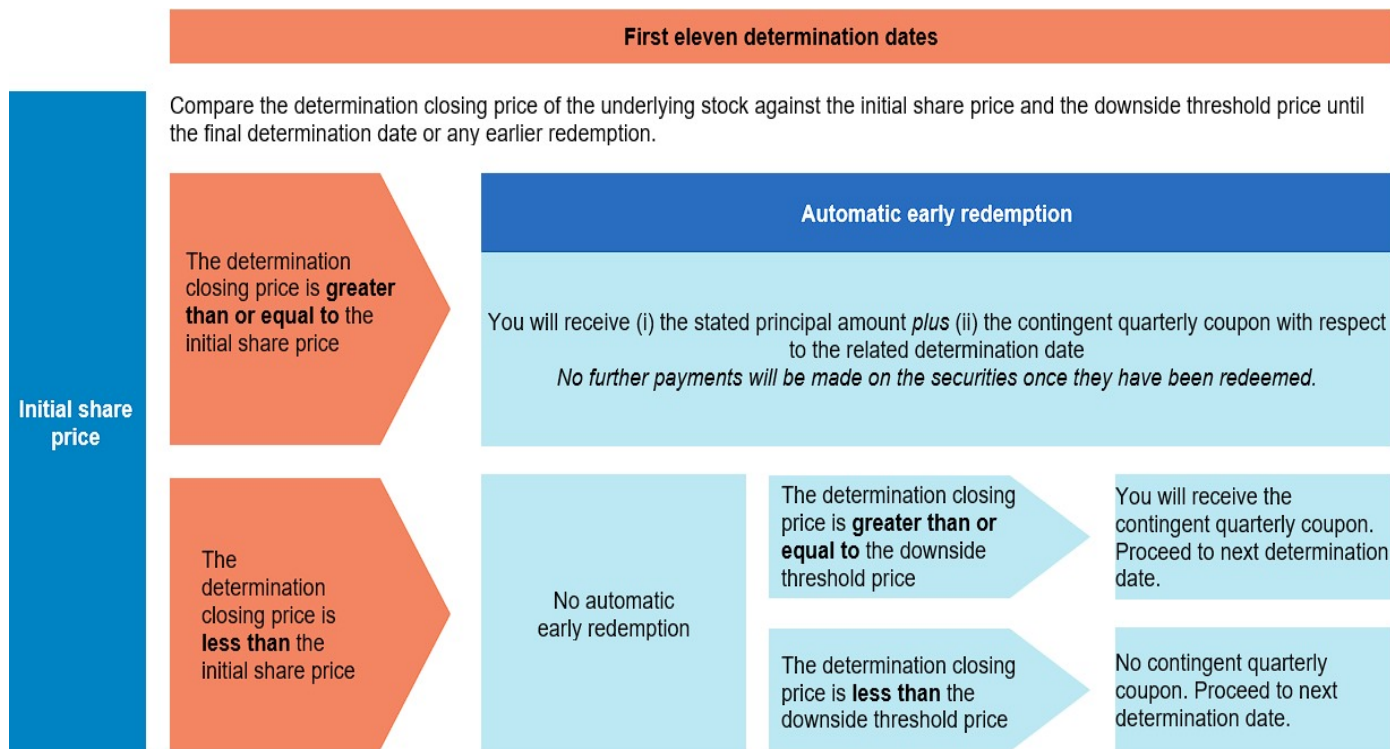 First eleven determination dates
Compare the determination closing price of the underlying stock against the initial share price and the downside threshold price until
the final determination date or any earlier redemption.
Initial share
price
The determination
closing price is greater
than or equal to the
initial share price
Automatic early redemption
You will receive (i) the stated principal amount plus (ii) the contingent quarterly coupon with respect
to the related determination date
No further payments will be made on the securities once they have been redeemed.
The
determination
closing price is
less than the
initial share price
No automatic
early redemption
The determination closing
price is greater than or
equal to the downside
threshold price
You will receive the
contingent quarterly coupon.
Proceed to next determination
date.
The determination closing
price is less than the
downside threshold price
No contingent quarterly
coupon. Proceed to next
determination date.